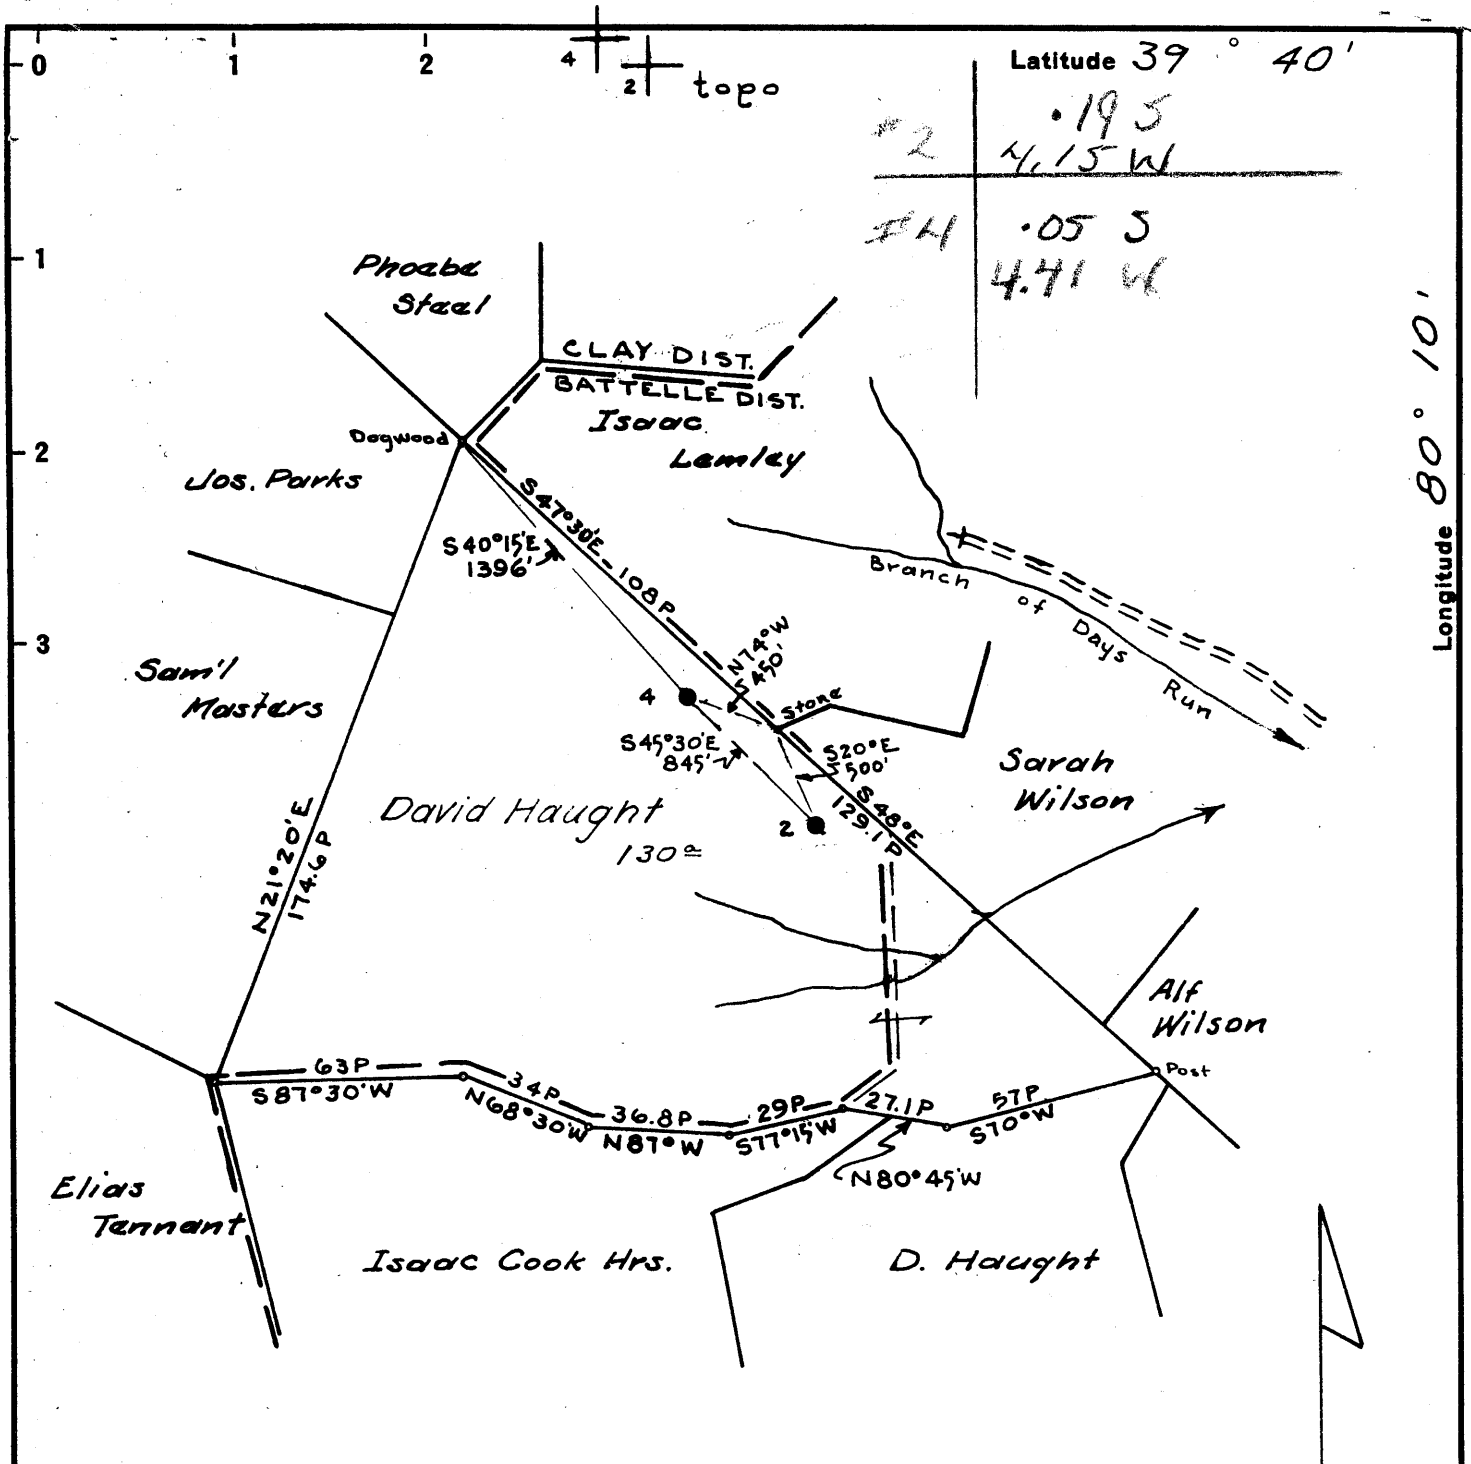 0
1
2
4
2
topo
Latitude 39° 40'
#2
.19 S
4.15 W
#4
.05 S
4.41 W
1
2
3
Longitude 80° 10'
Phoebe
Steel
CLAY DIST.
BATTELLE DIST.
Isaac
Lemley
Dogwood
Jos. Parks
S47°30'E - 108 P
S40°15'E
1396'
Branch
of
Days
Run
Sam'l
Masters
N74°W
450'
4
Stone
S45°30'E
845'
S20°E
500'
Sarah
Wilson
David Haught
130 a
2
S48°E
129.1 P
N21°20'E
174.6 P
Alf
Wilson
Post
63P
S87°30'W
34P
N68°30'W
36.8P
N87°W
29P
S77°15'W
27.1P
N80°45'W
57P
S70°W
Elias
Tennant
Isaac Cook Hrs.
D. Haught